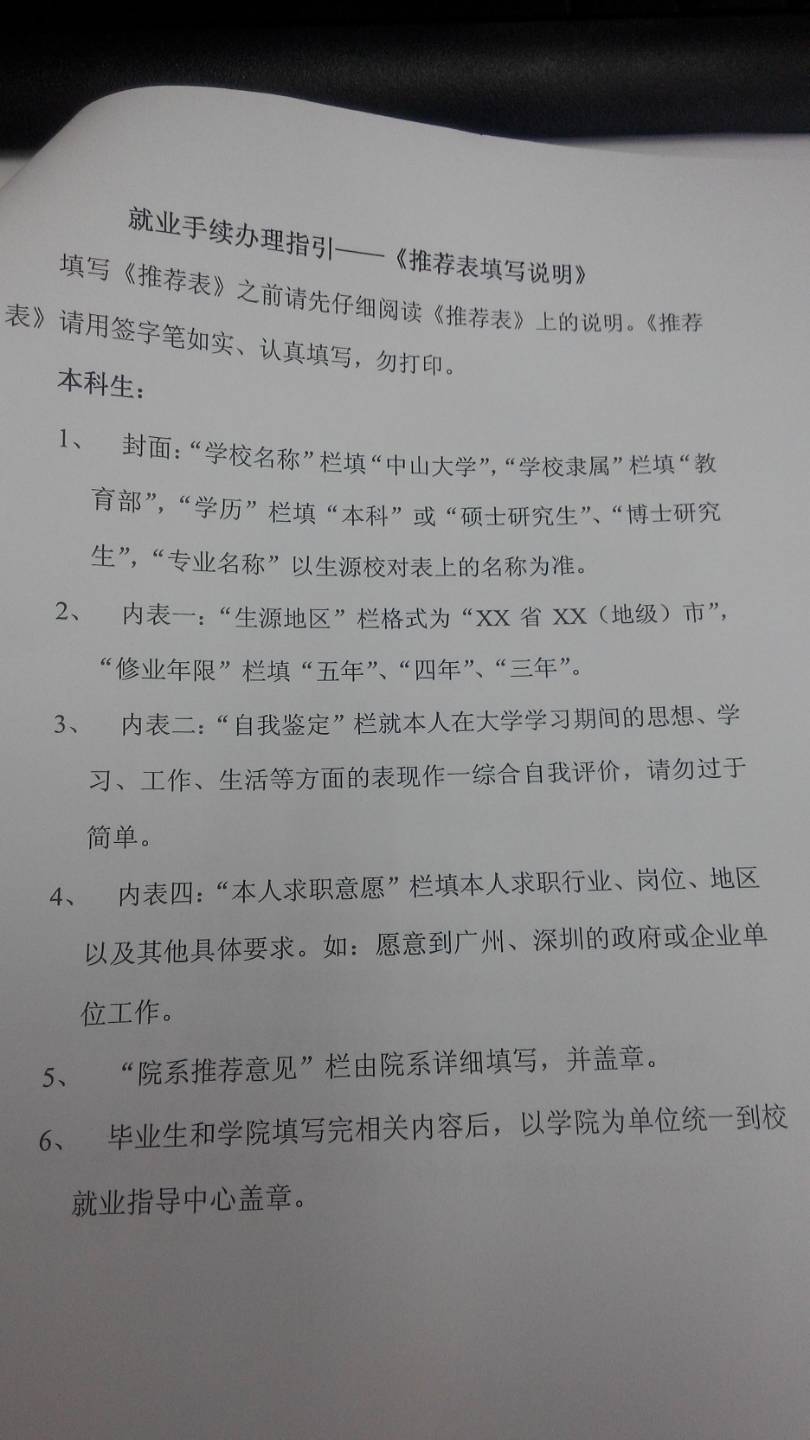 就业手续办理指引——《推荐表填写说明》
填写《推荐表》之前请先仔细阅读《推荐表》上的说明。《推荐
表》请用签字笔如实、认真填写，勿打印。
本科生：
1、 封面：“学校名称”栏填“中山大学”，“学校隶属”栏填“教
育部”，“学历”栏填“本科”或“硕士研究生”、“博士研究
生”，“专业名称”以生源校对表上的名称为准。
2、 内表一：“生源地区”栏格式为“XX 省 XX（地级）市”，
“修业年限”栏填“五年”、“四年”、“三年”。
3、 内表二：“自我鉴定”栏就本人在大学学习期间的思想、学
习、工作、生活等方面的表现作一综合自我评价，请勿过于
简单。
4、 内表四：“本人求职意愿”栏填本人求职行业、岗位、地区
以及其他具体要求。如：愿意到广州、深圳的政府或企业单
位工作。
5、 “院系推荐意见”栏由院系详细填写，并盖章。
6、 毕业生和学院填写完相关内容后，以学院为单位统一到校
就业指导中心盖章。